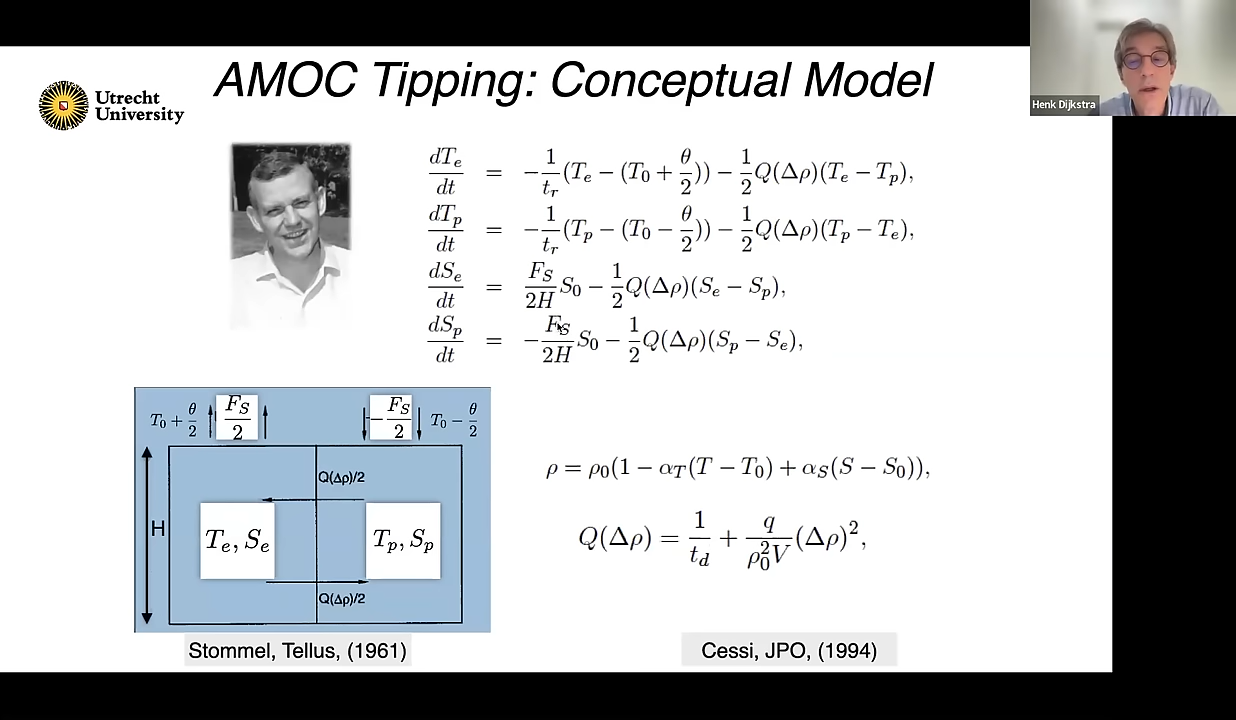 AMOC Tipping: Conceptual Model
Utrecht
University
Henk Dijkstra
dT_e/dt = -1/t_r (T_e - (T_0 + θ/2)) - 1/2 Q(Δρ)(T_e - T_p),
dT_p/dt = -1/t_r (T_p - (T_0 - θ/2)) - 1/2 Q(Δρ)(T_p - T_e),
dS_e/dt = F_S/2H S_0 - 1/2 Q(Δρ)(S_e - S_p),
dS_p/dt = -F_S/2H S_0 - 1/2 Q(Δρ)(S_p - S_e),
T_0 + θ/2 F_S/2 -F_S/2 T_0 - θ/2
Q(Δρ)/2
H
T_e, S_e T_p, S_p
Q(Δρ)/2
ρ = ρ_0(1 - α_T(T - T_0) + α_S(S - S_0)),
Q(Δρ) = 1/t_d + q/ρ_0^2V (Δρ)^2,
Stommel, Tellus, (1961)
Cessi, JPO, (1994)